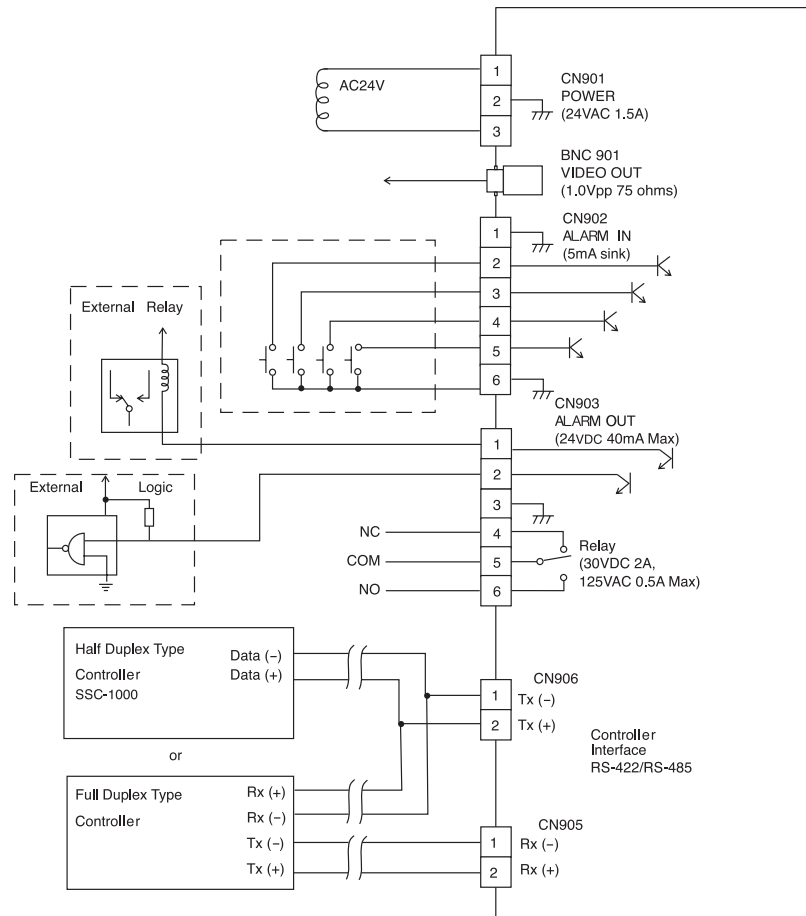 AC24V
1
2
3
CN901
POWER
(24VAC 1.5A)
BNC 901
VIDEO OUT
(1.0Vpp 75 ohms)
1
2
3
4
5
6
CN902
ALARM IN
(5mA sink)
External Relay
CN903
ALARM OUT
(24VDC 40mA Max)
1
2
3
4
5
6
External Logic
NC
COM
NO
Relay
(30VDC 2A,
125VAC 0.5A Max)
Half Duplex Type
Controller
SSC-1000
Data (−)
Data (+)
CN906
1 Tx (−)
2 Tx (+)
Controller
Interface
RS-422/RS-485
or
Full Duplex Type
Controller
Rx (+)
Rx (−)
Tx (−)
Tx (+)
CN905
1 Rx (−)
2 Rx (+)